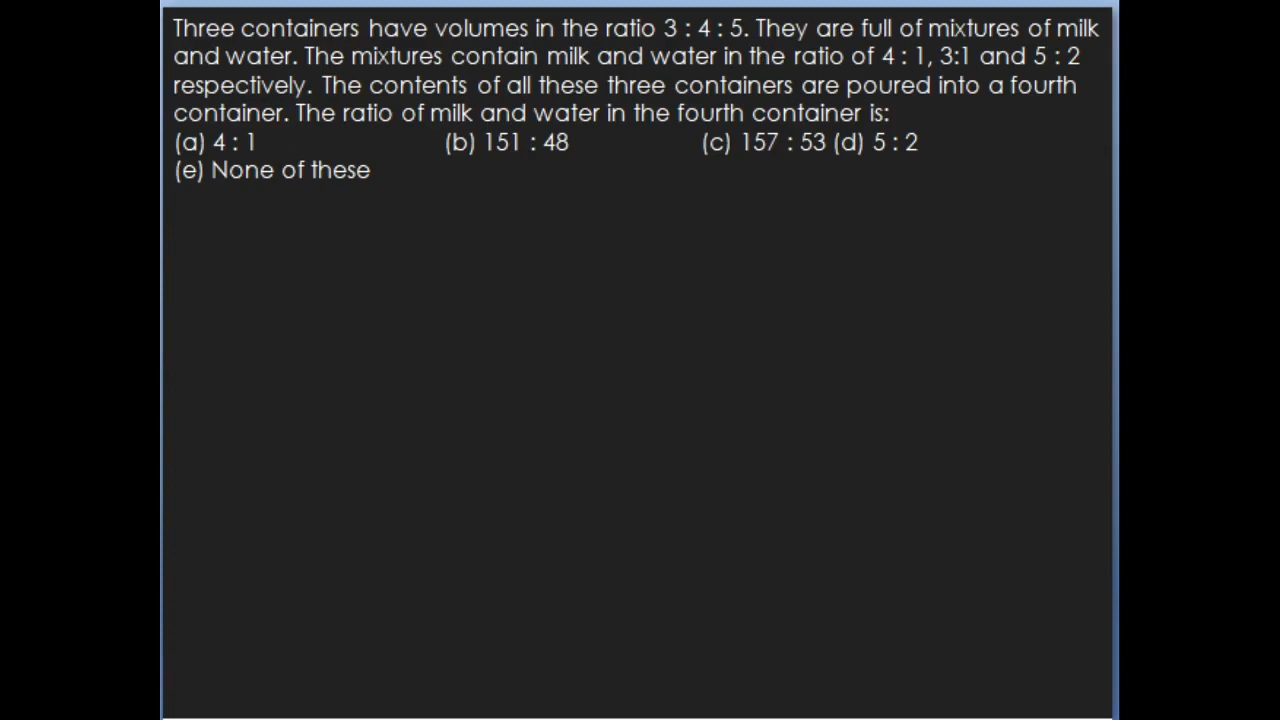 Three containers have volumes in the ratio 3 : 4 : 5. They are full of mixtures of milk
and water. The mixtures contain milk and water in the ratio of 4 : 1, 3:1 and 5 : 2
respectively. The contents of all these three containers are poured into a fourth
container. The ratio of milk and water in the fourth container is:
(a) 4 : 1 (b) 151 : 48 (c) 157 : 53 (d) 5 : 2
(e) None of these